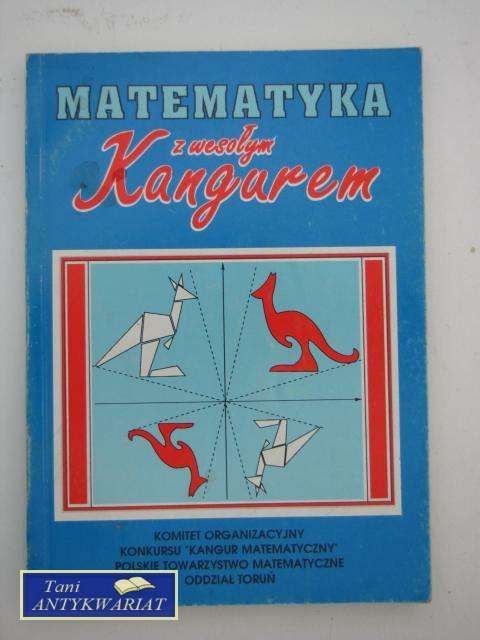 MATEMATYKA
z wesołym
Kangurem
KOMITET ORGANIZACYJNY
KONKURSU "KANGUR MATEMATYCZNY"
POLSKIE TOWARZYSTWO MATEMATYCZNE
ODDZIAŁ TORUŃ
Tani
ANTYKWARIAT